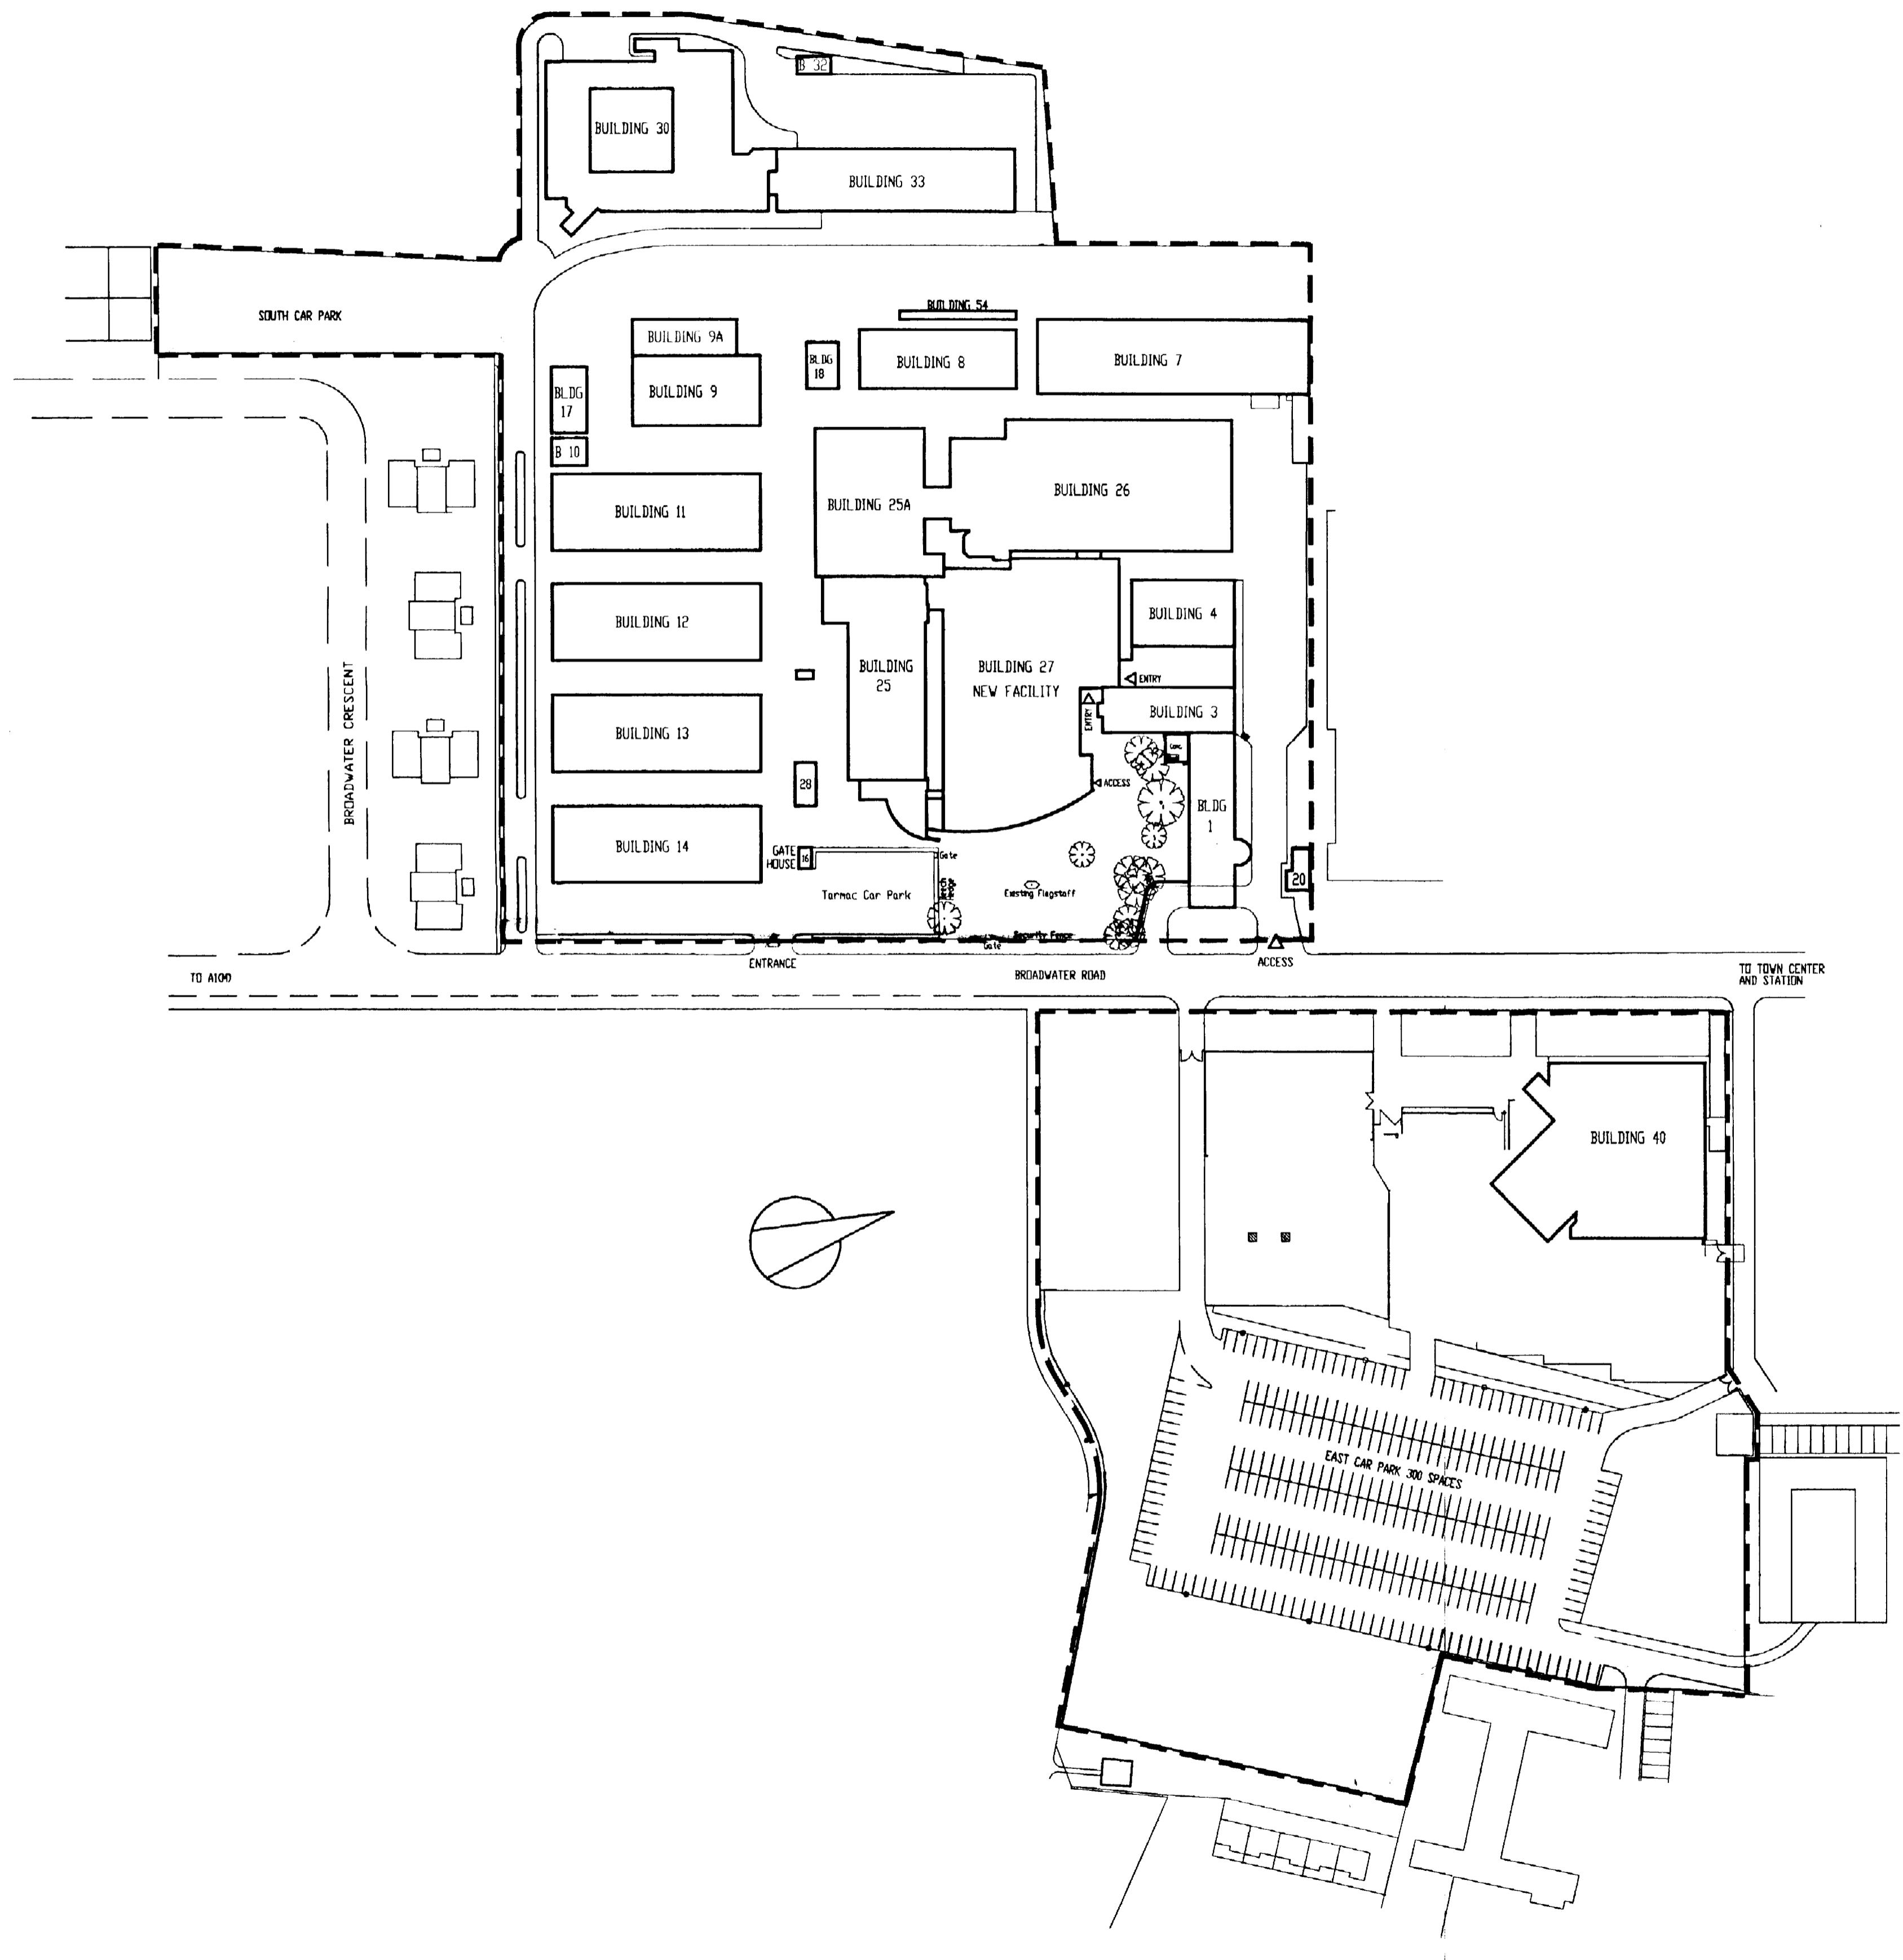 B 32
BUILDING 30
BUILDING 33
SOUTH CAR PARK
BUILDING 54
BUILDING 9A
BLDG
18
BUILDING 8
BUILDING 7
BLDG
17
BUILDING 9
B 10
BUILDING 11
BUILDING 25A
BUILDING 26
BUILDING 12
BUILDING 4
BUILDING
25
BUILDING 27
NEW FACILITY
ENTRY
ENTRY
BUILDING 3
BROADWATER CRESCENT
BUILDING 13
28
ACCESS
BLDG
1
BUILDING 14
GATE
HOUSE
16
Gate
20
Tarmac Car Park
Beech
Hedge
Existing Flagstaff
Security Fence
Gate
ENTRANCE
ACCESS
TO A1000
BROADWATER ROAD
TO TOWN CENTER
AND STATION
BUILDING 40
EAST CAR PARK 300 SPACES